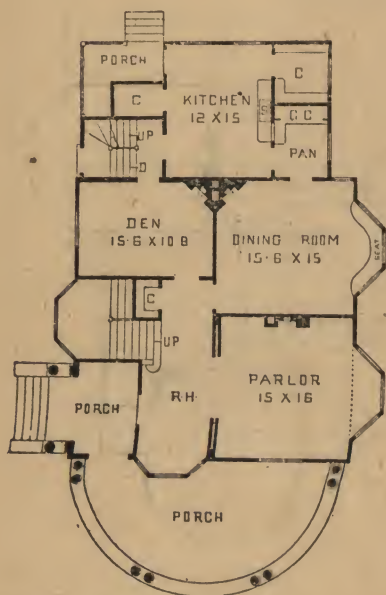 PORCH
C
C
KITCHEN
12 X 15
C C
UP
D
PAN
DEN
15·6 X 10 8
DINING ROOM
15·6 X 15
SEAT
C
UP
PARLOR
15 X 16
R·H
PORCH
PORCH